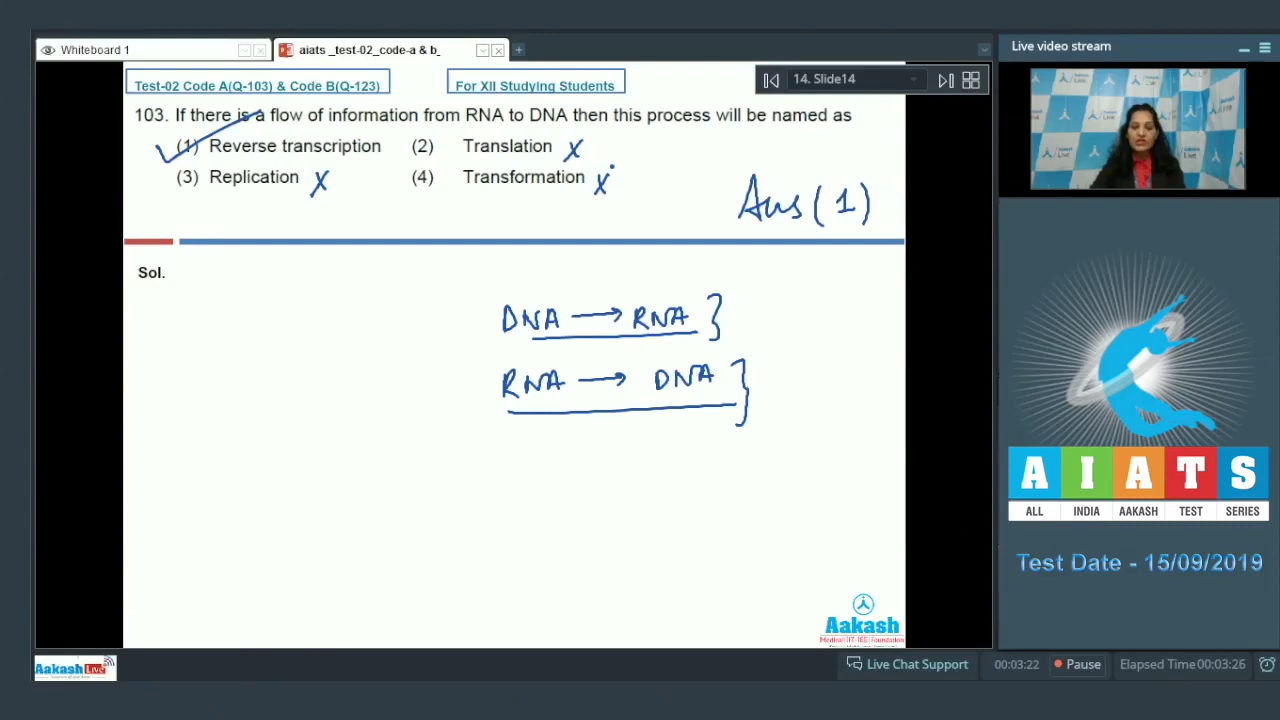 Whiteboard 1
aiats _test-02_code-a & b_
Live video stream
Test-02 Code A(Q-103) & Code B(Q-123)
For XII Studying Students
14. Slide14
103. If there is a flow of information from RNA to DNA then this process will be named as
(1) Reverse transcription (2) Translation x
(3) Replication x (4) Transformation x
Ans (1)
Sol.
DNA → RNA }
RNA → DNA }
A I A T S
ALL INDIA AAKASH TEST SERIES
Test Date - 15/09/2019
Aakash
Medical|IIT-JEE|Foundation
Aakash Live
Live Chat Support
00:03:22
Pause
Elapsed Time 00:03:26